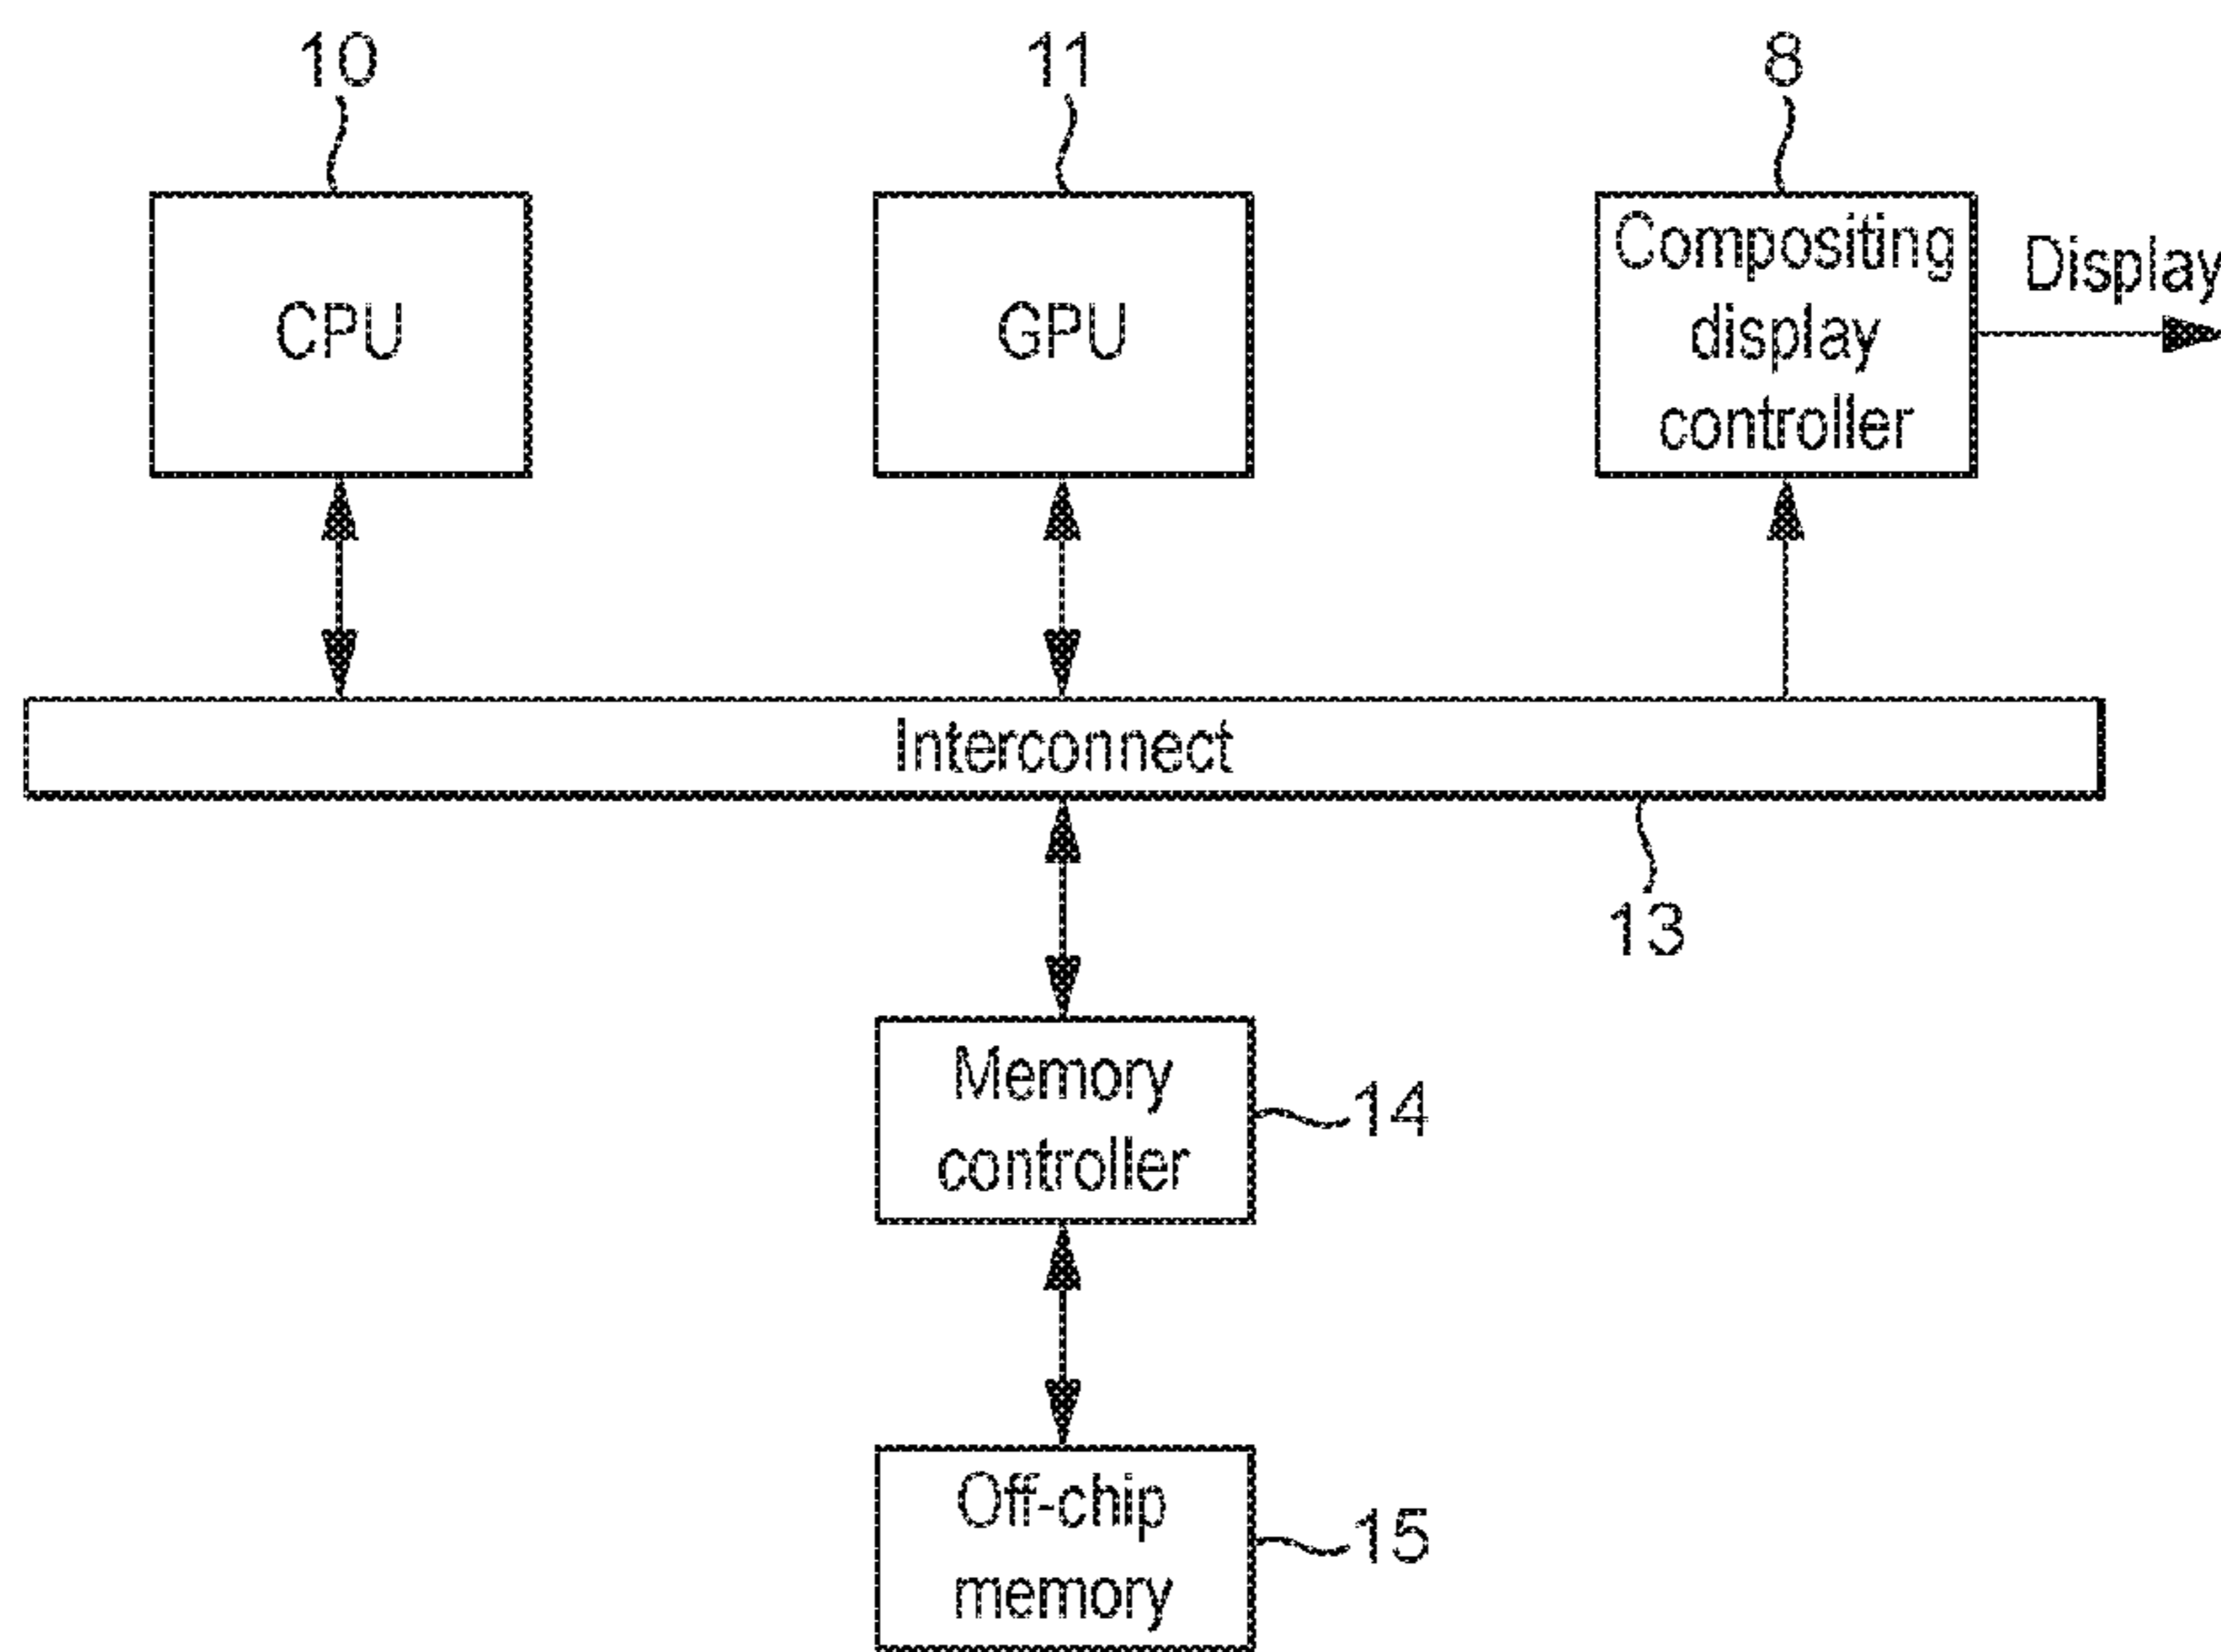 10
11
8
CPU
GPU
Compositing
display
controller
Display
Interconnect
13
Memory
controller
14
Off-chip
memory
15